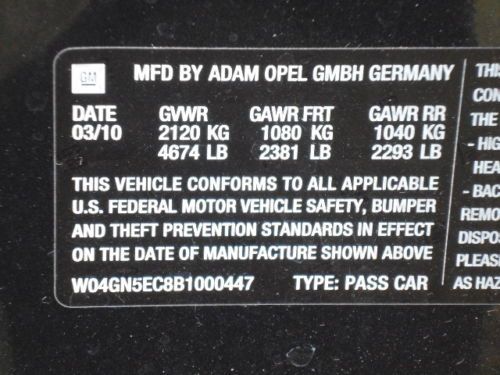 GM
MFD BY ADAM OPEL GMBH GERMANY
DATE GVWR GAWR FRT GAWR RR
03/10 2120 KG 1080 KG 1040 KG
4674 LB 2381 LB 2293 LB
THIS VEHICLE CONFORMS TO ALL APPLICABLE
U.S. FEDERAL MOTOR VEHICLE SAFETY, BUMPER
AND THEFT PREVENTION STANDARDS IN EFFECT
ON THE DATE OF MANUFACTURE SHOWN ABOVE
W04GN5EC8B1000447 TYPE: PASS CAR
THIS
CON
THE
- HIG
HEA
- BAC
REMO
DISPO
PLEAS
AS HAZ